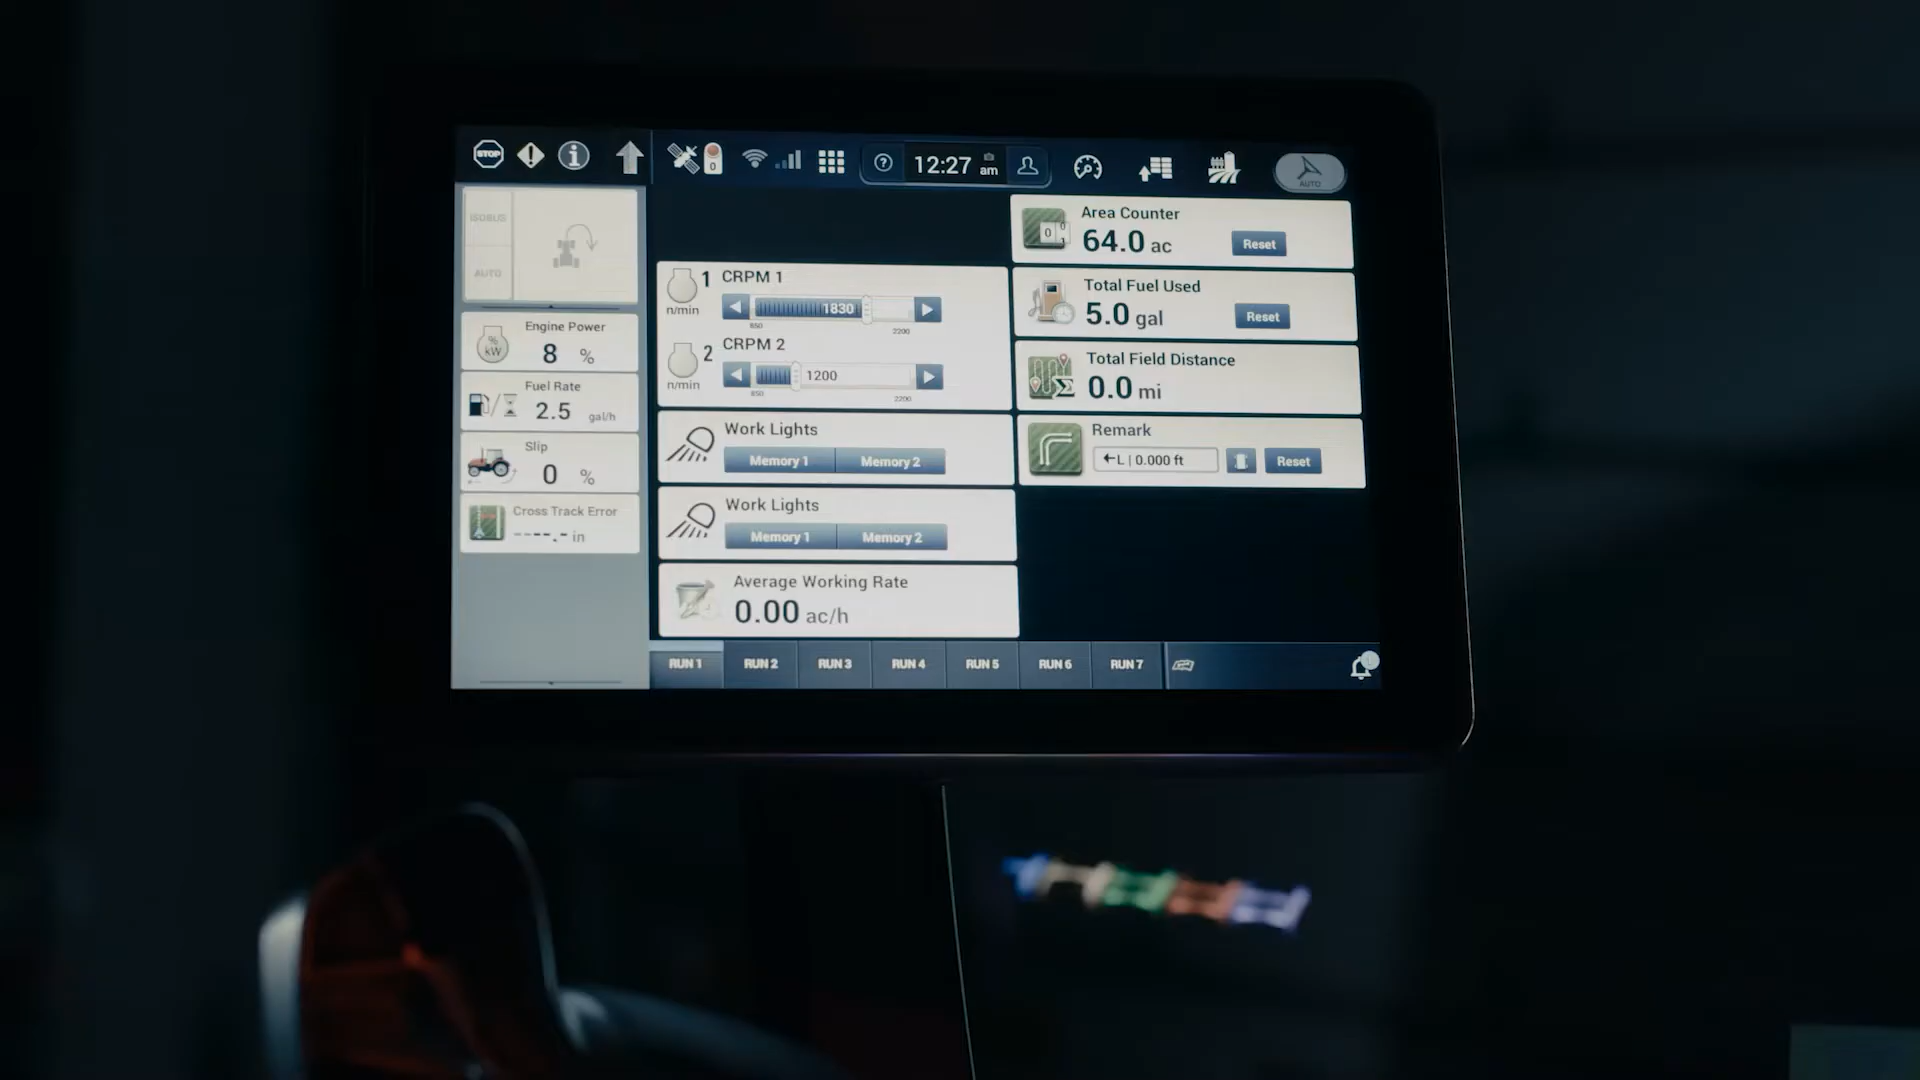 STOP
0
12:27 am
AUTO
ISOBUS
AUTO
Engine Power
% kW
8 %
Fuel Rate
2.5 gal/h
Slip
0 %
Cross Track Error
----.- in
1 CRPM 1
n/min
1830
850 2200
2 CRPM 2
n/min
1200
850 2200
Work Lights
Memory 1 Memory 2
Work Lights
Memory 1 Memory 2
Average Working Rate
0.00 ac/h
Area Counter
64.0 ac Reset
Total Fuel Used
5.0 gal Reset
Total Field Distance
0.0 mi
Remark
L | 0.000 ft Reset
RUN 1 RUN 2 RUN 3 RUN 4 RUN 5 RUN 6 RUN 7